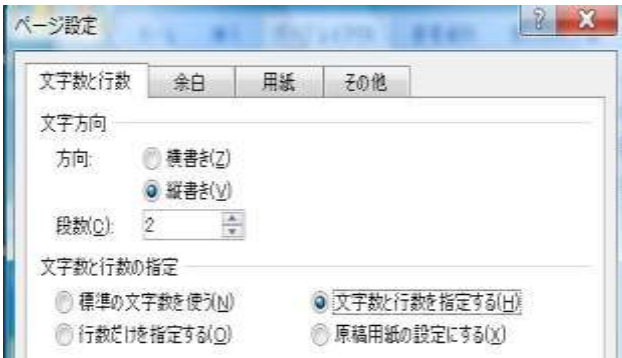 ページ設定
文字数と行数 余白 用紙 その他
文字方向
方向: 横書き(Z)
縦書き(V)
段数(C): 2
文字数と行数の指定
標準の文字数を使う(N) 文字数と行数を指定する(H)
行数だけを指定する(O) 原稿用紙の設定にする(X)